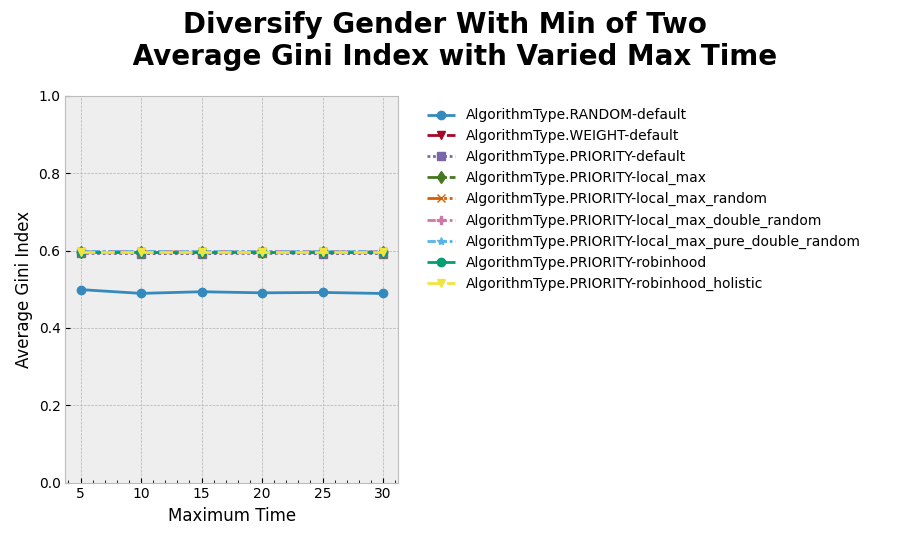 Diversify Gender With Min of Two
Average Gini Index with Varied Max Time
1.0
0.8
0.6
0.4
0.2
0.0
Average Gini Index
5 10 15 20 25 30
Maximum Time
AlgorithmType.RANDOM-default
AlgorithmType.WEIGHT-default
AlgorithmType.PRIORITY-default
AlgorithmType.PRIORITY-local_max
AlgorithmType.PRIORITY-local_max_random
AlgorithmType.PRIORITY-local_max_double_random
AlgorithmType.PRIORITY-local_max_pure_double_random
AlgorithmType.PRIORITY-robinhood
AlgorithmType.PRIORITY-robinhood_holistic